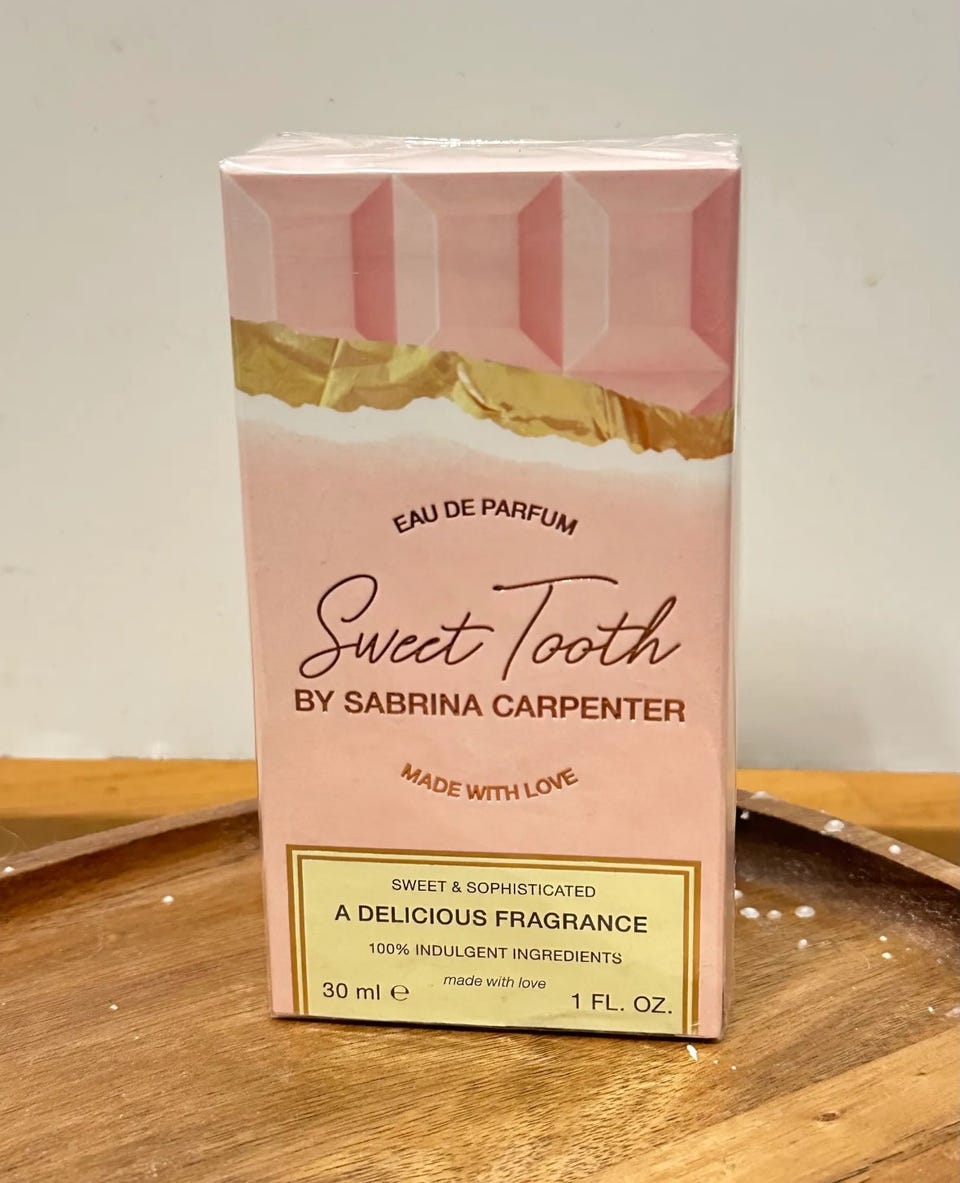 EAU DE PARFUM
Sweet Tooth
BY SABRINA CARPENTER
MADE WITH LOVE
SWEET & SOPHISTICATED
A DELICIOUS FRAGRANCE
100% INDULGENT INGREDIENTS
made with love
30 ml ℮ 1 FL. OZ.